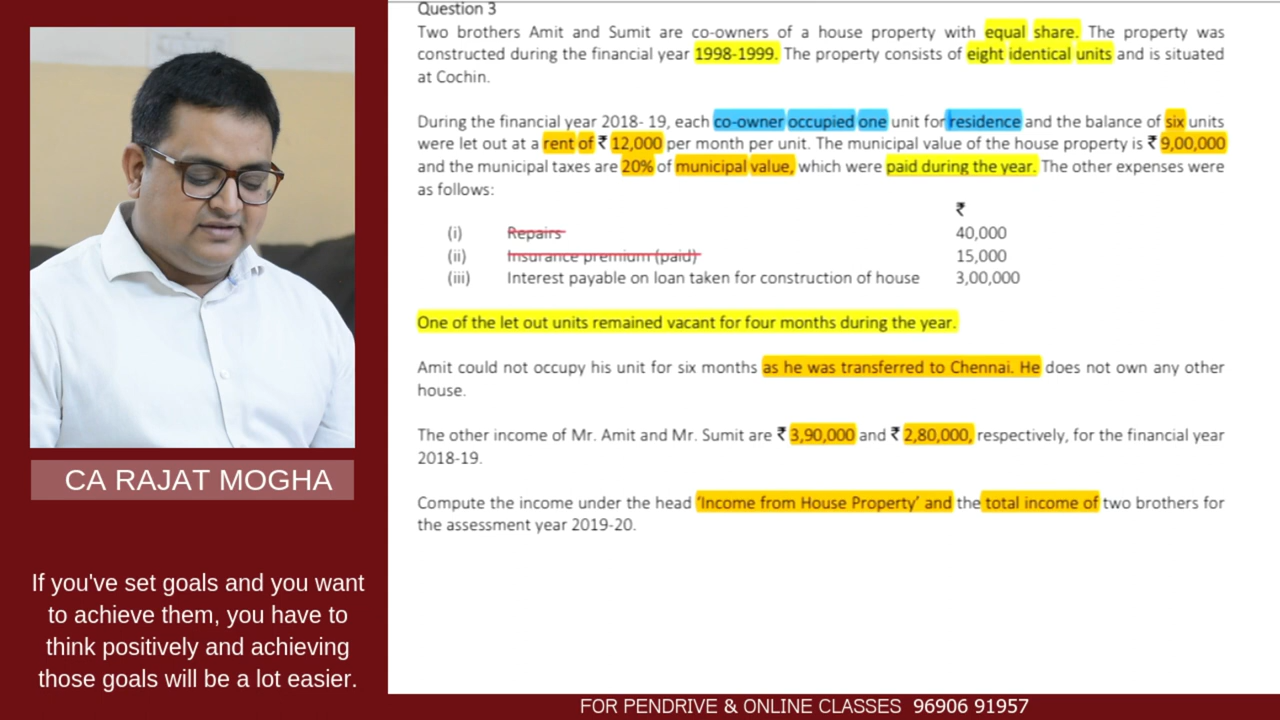 CA RAJAT MOGHA
If you've set goals and you want
to achieve them, you have to
think positively and achieving
those goals will be a lot easier.
Question 3
Two brothers Amit and Sumit are co-owners of a house property with equal share. The property was
constructed during the financial year 1998-1999. The property consists of eight identical units and is situated
at Cochin.
During the financial year 2018- 19, each co-owner occupied one unit for residence and the balance of six units
were let out at a rent of ₹ 12,000 per month per unit. The municipal value of the house property is ₹ 9,00,000
and the municipal taxes are 20% of municipal value, which were paid during the year. The other expenses were
as follows:
₹
(i) Repairs 40,000
(ii) Insurance premium (paid) 15,000
(iii) Interest payable on loan taken for construction of house 3,00,000
One of the let out units remained vacant for four months during the year.
Amit could not occupy his unit for six months as he was transferred to Chennai. He does not own any other
house.
The other income of Mr. Amit and Mr. Sumit are ₹ 3,90,000 and ₹ 2,80,000, respectively, for the financial year
2018-19.
Compute the income under the head 'Income from House Property' and the total income of two brothers for
the assessment year 2019-20.
FOR PENDRIVE & ONLINE CLASSES 96906 91957